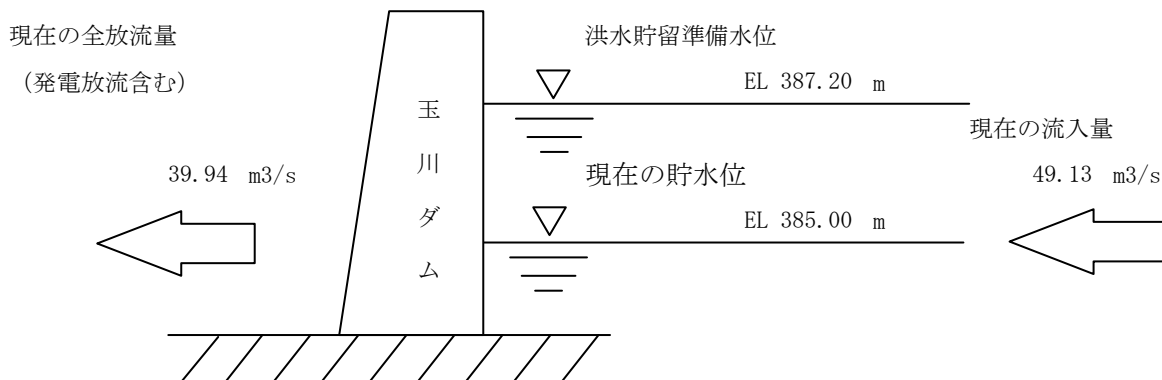 現在の全放流量
（発電放流含む）
39.94 m3/s
玉川ダム
洪水貯留準備水位
EL 387.20 m
現在の貯水位
EL 385.00 m
現在の流入量
49.13 m3/s